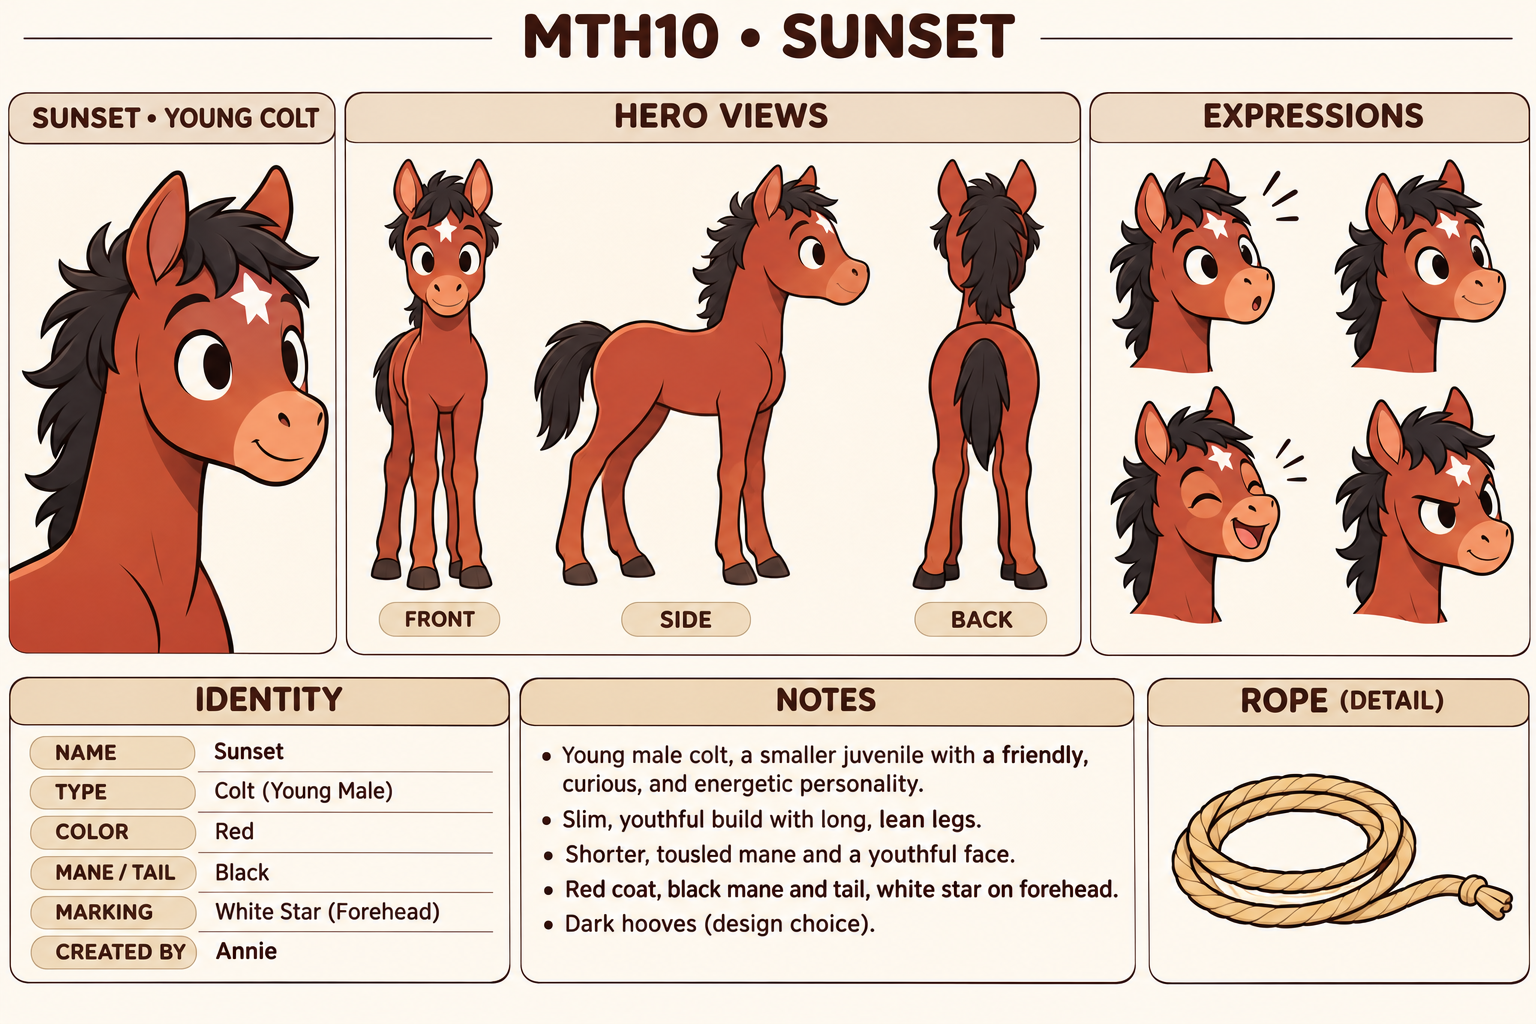 MTH10 • SUNSET
SUNSET • YOUNG COLT
HERO VIEWS
FRONT
SIDE
BACK
EXPRESSIONS
IDENTITY
NAME Sunset
TYPE Colt (Young Male)
COLOR Red
MANE / TAIL Black
MARKING White Star (Forehead)
CREATED BY Annie
NOTES
• Young male colt, a smaller juvenile with a friendly,
curious, and energetic personality.
• Slim, youthful build with long, lean legs.
• Shorter, tousled mane and a youthful face.
• Red coat, black mane and tail, white star on forehead.
• Dark hooves (design choice).
ROPE (DETAIL)